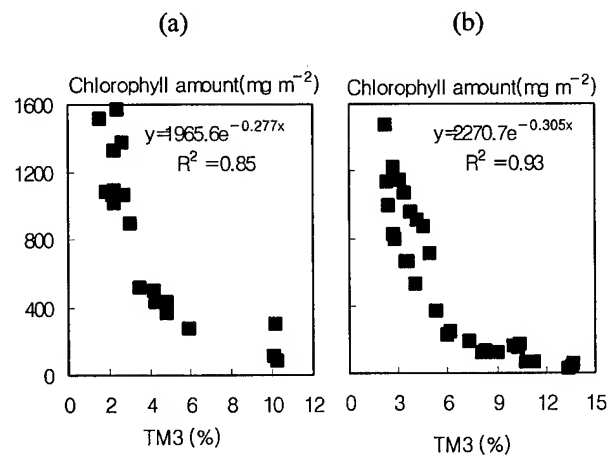 (a) (b)
Chlorophyll amount(mg m⁻²) Chlorophyll amount(mg m⁻²)
1600
y=1965.6e⁻⁰·²⁷⁷ˣ y=2270.7e⁻⁰·³⁰⁵ˣ
R² =0.85 R² =0.93
1200
800
400
0
0 2 4 6 8 10 12 0 3 6 9 12 15
TM3 (%) TM3 (%)